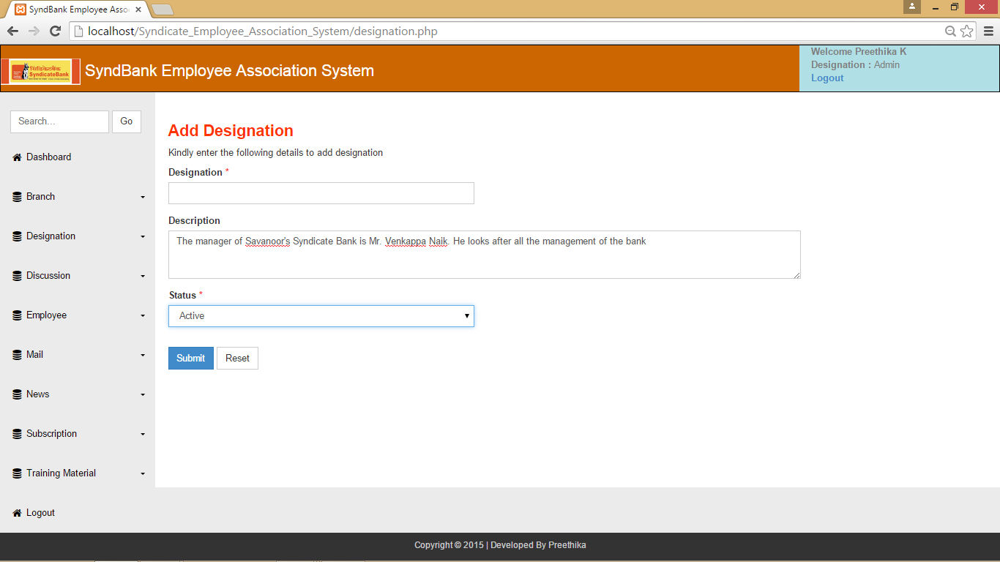 SyndBank Employee Asso
localhost/Syndicate_Employee_Association_System/designation.php
सिंडिकेटबैंक
SyndicateBank
SyndBank Employee Association System
Welcome Preethika K
Designation : Admin
Logout
Search...
Go
Dashboard
Branch
Designation
Discussion
Employee
Mail
News
Subscription
Training Material
Logout
Add Designation
Kindly enter the following details to add designation
Designation *
Description
The manager of Savanoor's Syndicate Bank is Mr. Venkappa Naik. He looks after all the management of the bank
Status *
Active
Submit
Reset
Copyright © 2015 | Developed By Preethika